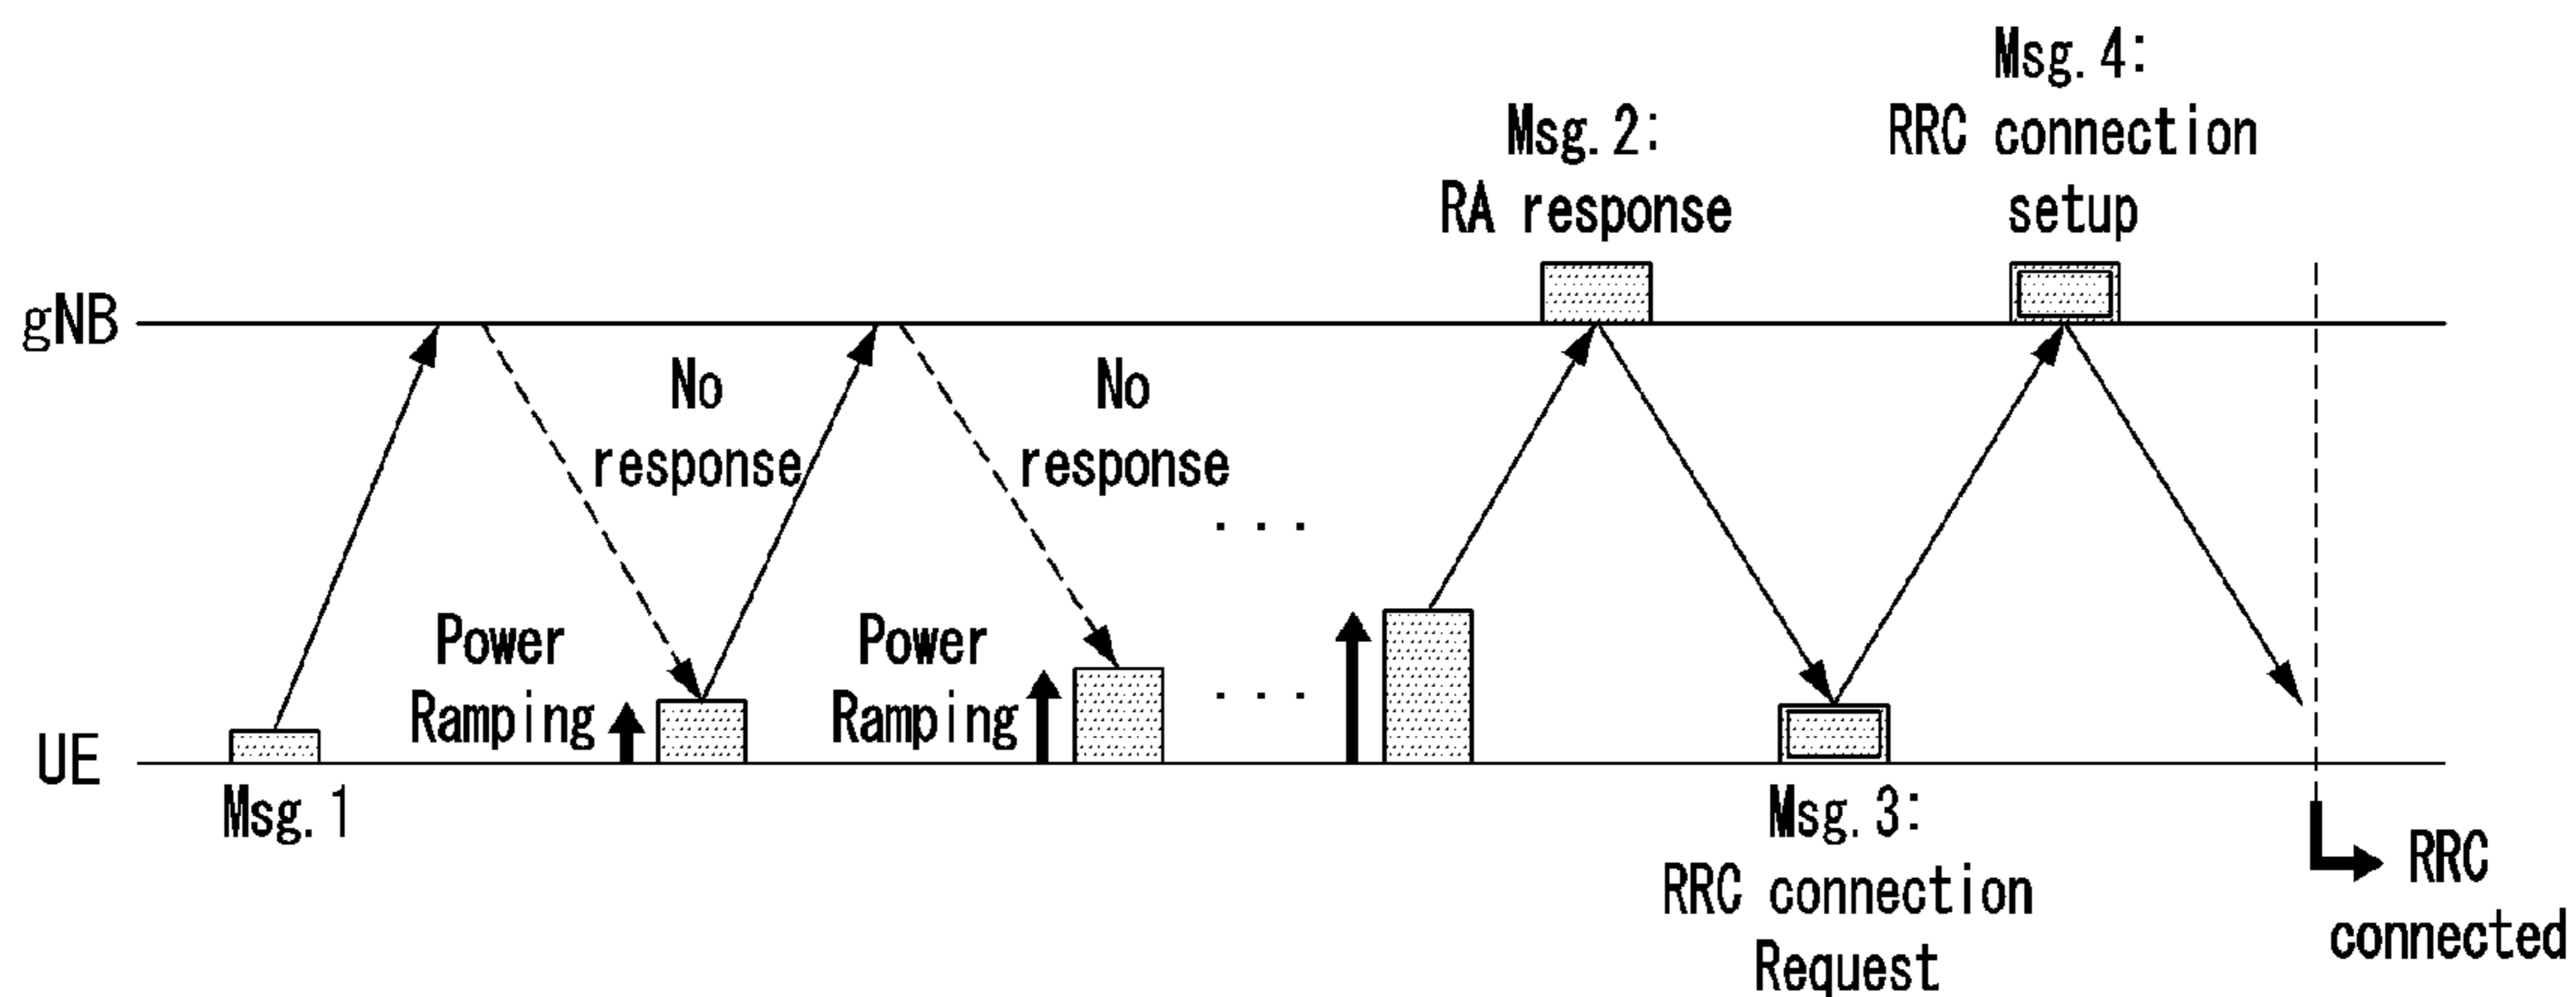 Msg. 4:
RRC connection
setup
Msg. 2:
RA response
gNB
No
response
No
response
. . .
Power
Ramping
Power
Ramping
. . .
UE
Msg. 1
Msg. 3:
RRC connection
Request
RRC
connected